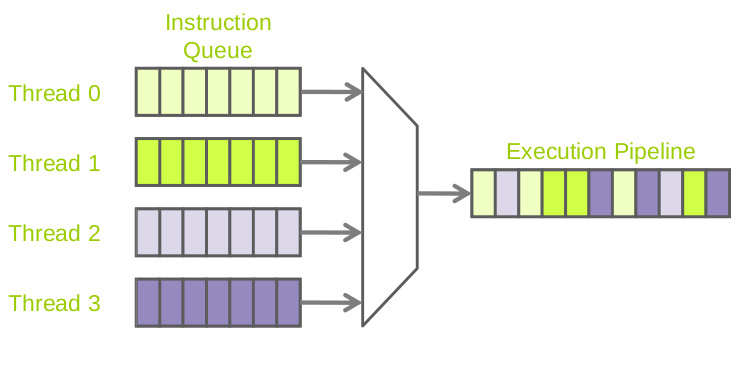 Instruction
Queue
Thread 0
Thread 1
Execution Pipeline
Thread 2
Thread 3